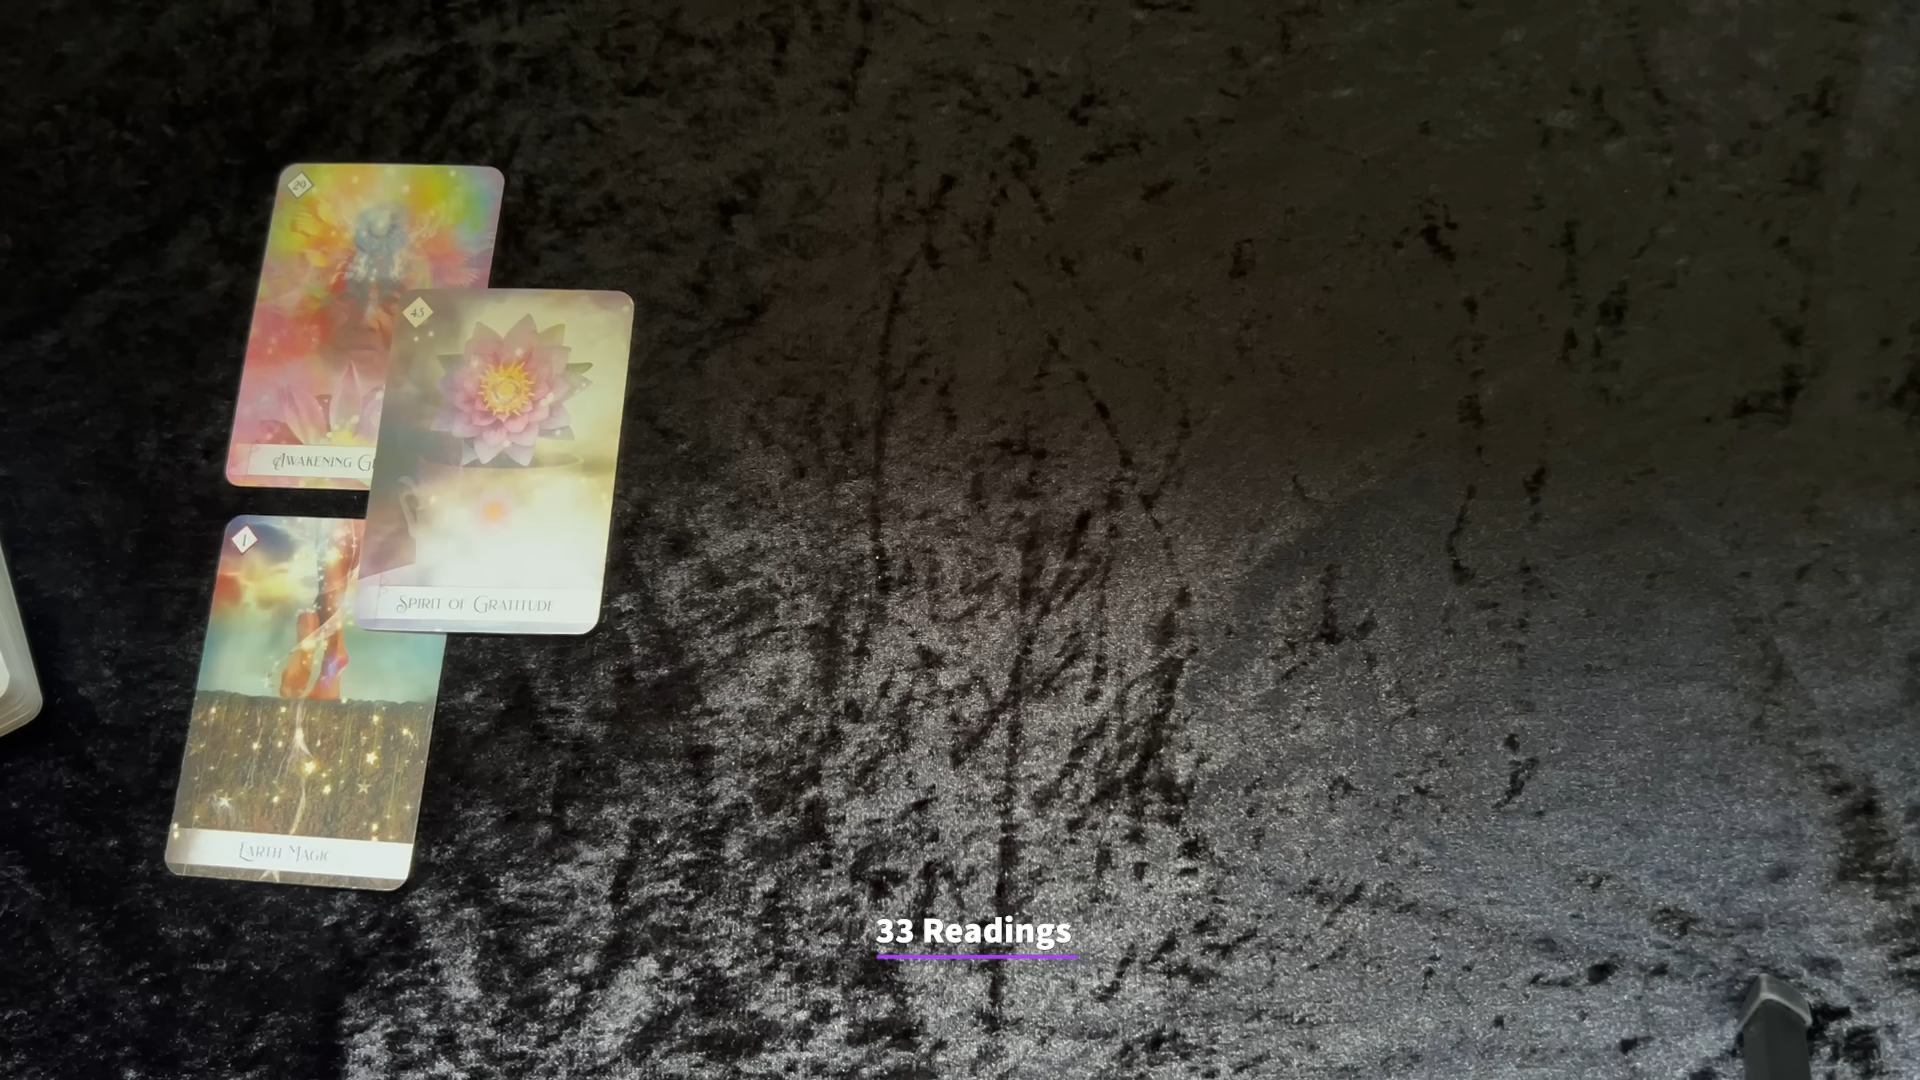 29
AWAKENING
45
SPIRIT OF GRATITUDE
1
EARTH MAGIC
33 Readings